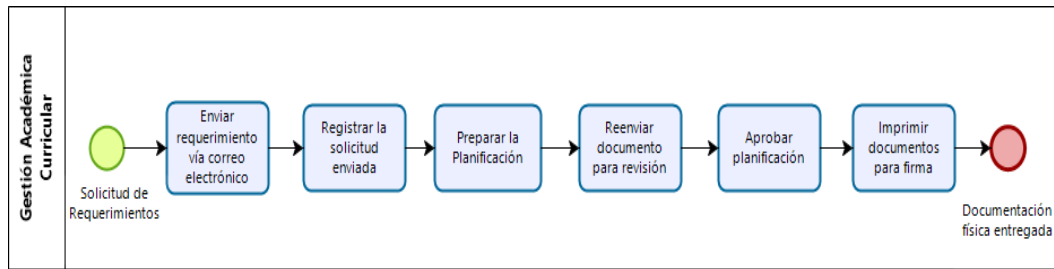 Gestión Académica
Curricular
Solicitud de
Requerimientos
Enviar
requerimiento
vía correo
electrónico
Registrar la
solicitud
enviada
Preparar la
Planificación
Reenviar
documento
para revisión
Aprobar
planificación
Imprimir
documentos
para firma
Documentación
física entregada